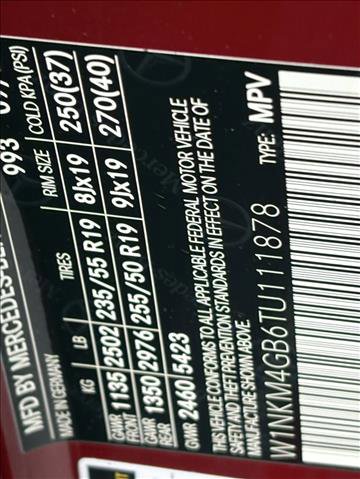 MFD BY MERCEDES-BE
MADE IN GERMANY
993
KG LB TIRES RIM SIZE COLD KPA(PSI)
GAWR FRONT 1135 2502 235/55 R19 8Jx19 250(37)
GAWR REAR 1350 2976 255/50 R19 9Jx19 270(40)
GVWR 2460 5423
THIS VEHICLE CONFORMS TO ALL APPLICABLE FEDERAL MOTOR VEHICLE
SAFETY AND THEFT PREVENTION STANDARDS IN EFFECT ON THE DATE OF
MANUFACTURE SHOWN ABOVE.
W1NKM4GB6TU111878 TYPE: MPV